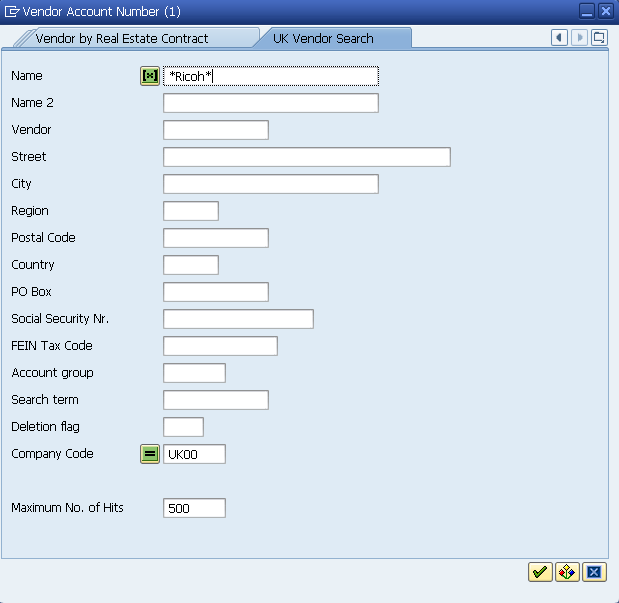 Vendor Account Number (1)
Vendor by Real Estate Contract
UK Vendor Search
Name *Ricoh*
Name 2
Vendor
Street
City
Region
Postal Code
Country
PO Box
Social Security Nr.
FEIN Tax Code
Account group
Search term
Deletion flag
Company Code = UK00
Maximum No. of Hits 500